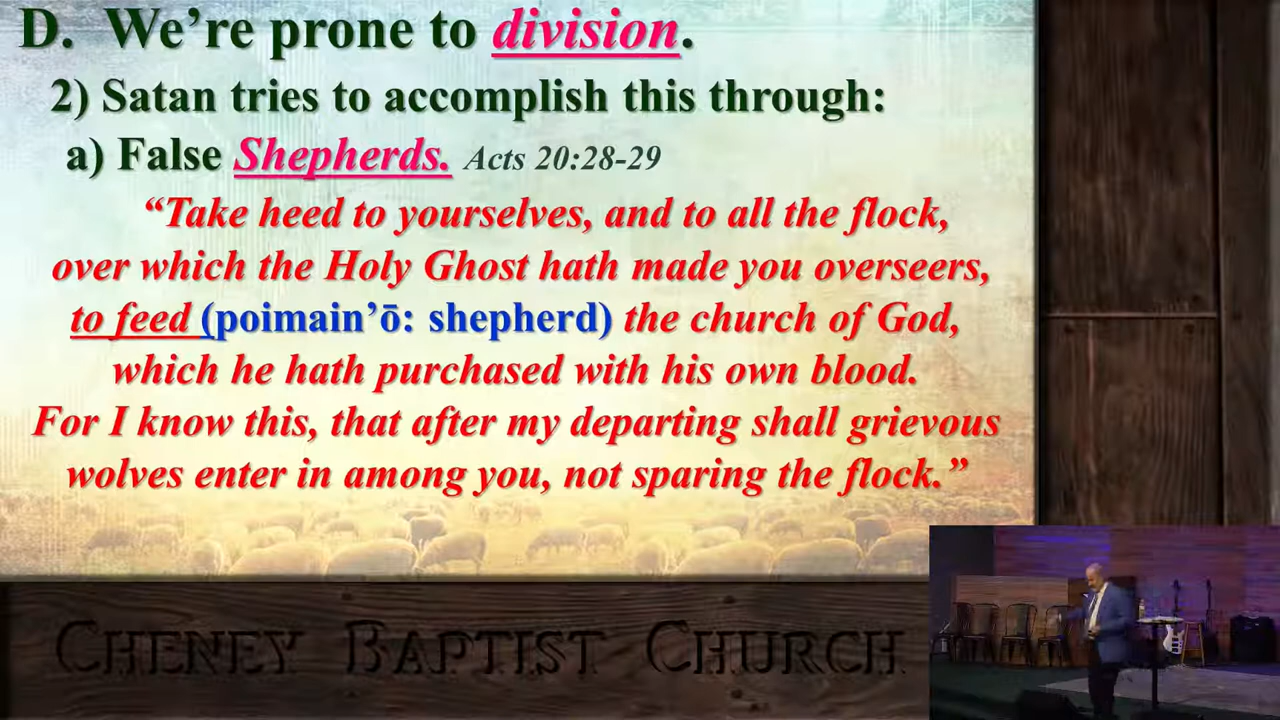 D. We’re prone to division.
2) Satan tries to accomplish this through:
a) False Shepherds. Acts 20:28-29
“Take heed to yourselves, and to all the flock,
over which the Holy Ghost hath made you overseers,
to feed (poimain’ō: shepherd) the church of God,
which he hath purchased with his own blood.
For I know this, that after my departing shall grievous
wolves enter in among you, not sparing the flock.”
CHENEY BAPTIST CHURCH